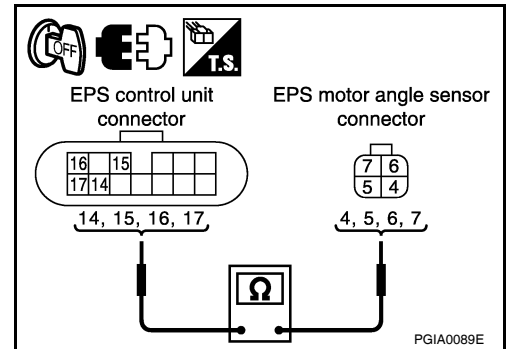 OFF
T.S.
EPS control unit
connector
EPS motor angle sensor
connector
16 15
17 14
7 6
5 4
14, 15, 16, 17
4, 5, 6, 7
Ω
PGIA0089E